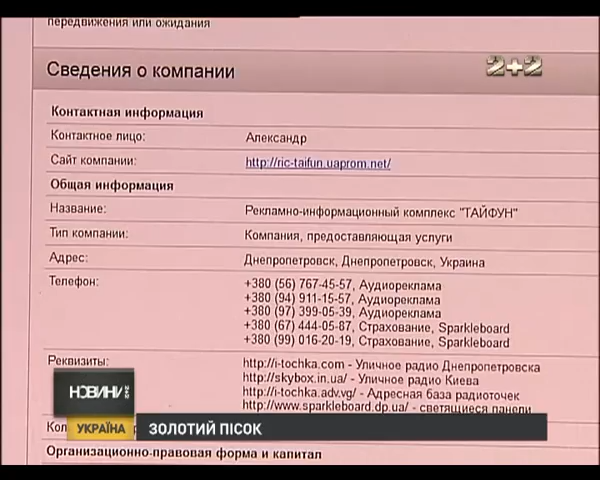 передвижения или ожидания
Сведения о компании
2+2
Контактная информация
Контактное лицо: Александр
Сайт компании: http://ric-taifun.uaprom.net/
Общая информация
Название: Рекламно-информационный комплекс "ТАЙФУН"
Тип компании: Компания, предоставляющая услуги
Адрес: Днепропетровск, Днепропетровск, Украина
Телефон: +380 (56) 767-45-57, Аудиореклама
+380 (94) 911-15-57, Аудиореклама
+380 (97) 399-05-39, Аудиореклама
+380 (67) 444-05-87, Страхование, Sparkleboard
+380 (99) 016-20-19, Страхование, Sparkleboard
Реквизиты: http://i-tochka.com - Уличное радио Днепропетровска
http://skybox.in.ua/ - Уличное радио Киева
http://i-tochka.adv.vg/ - Адресная база радиоточек
http://www.sparkleboard.dp.ua/ - светящиеся панели
НОВИНИ 2+2
УКРАЇНА
ЗОЛОТИЙ ПІСОК
Организационно-правовая форма и капитал